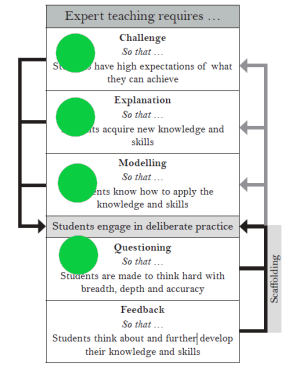 Expert teaching requires …
Challenge
So that …
have high expectations of what
they can achieve
Explanation
So that …
acquire new knowledge and
skills
Modelling
So that …
know how to apply the
knowledge and skills
Students engage in deliberate practice
Questioning
So that …
Students are made to think hard with
breadth, depth and accuracy
Feedback
So that …
Students think about and further develop
their knowledge and skills
Scaffolding